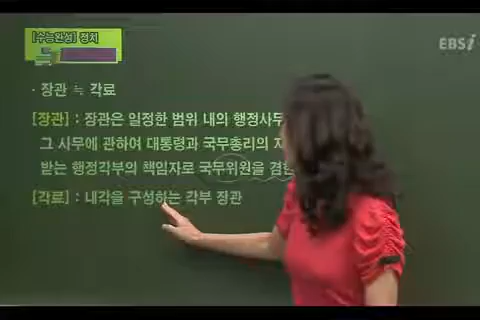 [수능완성] 정치
EBSi
· 장관 ≒ 각료
[장관] : 장관은 일정한 범위 내의 행정사무
그 사무에 관하여 대통령과 국무총리의
받는 행정각부의 책임자로 국무위원을 겸한
[각료] : 내각을 구성하는 각부 장관